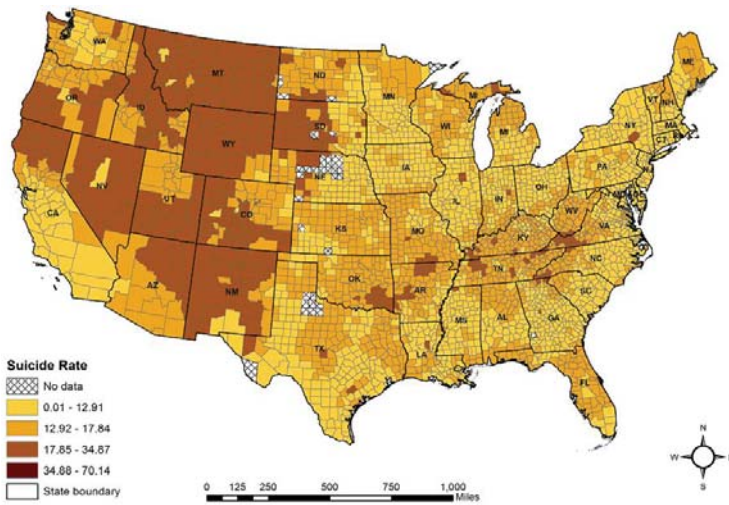 WA
MT
ND
MN
ME
OR
ID
SD
WI
MI
VT
NH
NY
MA
WY
MI
IA
PA
NV
NE
UT
CO
IL
IN
OH
WV
CA
KS
MO
KY
VA
AZ
NM
OK
AR
TN
NC
SC
MS
AL
GA
TX
LA
FL
Suicide Rate
No data
0.01 - 12.91
12.92 - 17.84
17.85 - 34.87
34.88 - 70.14
State boundary
0 125 250 500 750 1,000
Miles
N
W
S